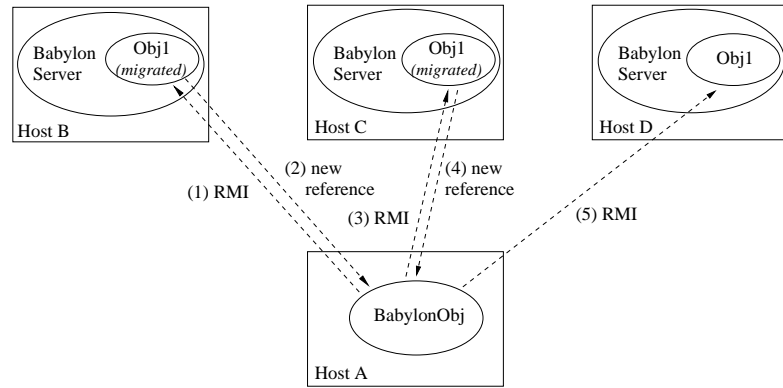 Babylon
Server
Obj1
(migrated)
Host B
Babylon
Server
Obj1
(migrated)
Host C
Babylon
Server
Obj1
Host D
(1) RMI
(2) new
reference
(3) RMI
(4) new
reference
(5) RMI
BabylonObj
Host A